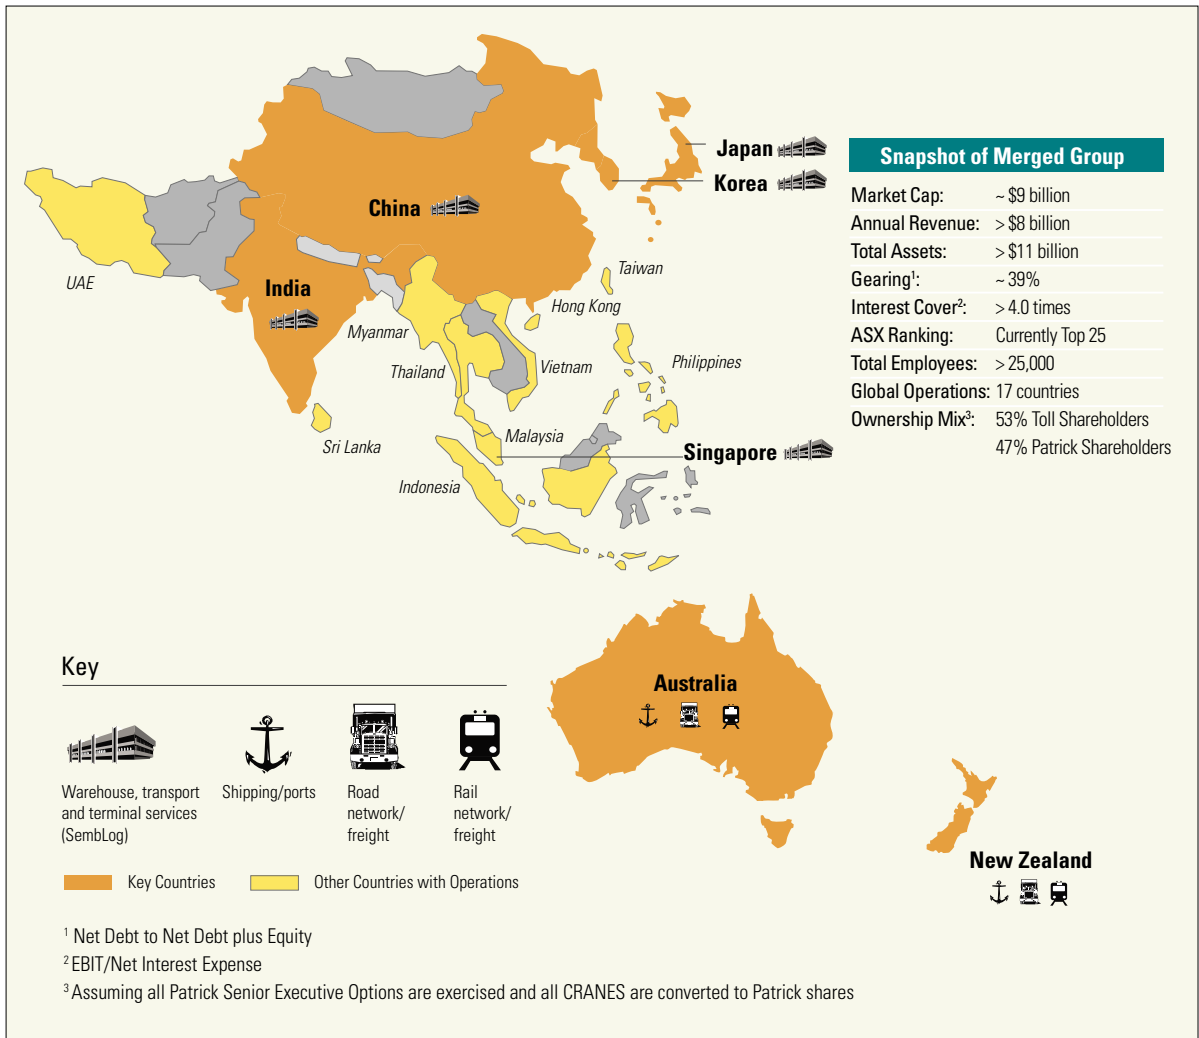 Japan
Korea
China
India
UAE
Taiwan
Hong Kong
Myanmar
Thailand
Vietnam
Philippines
Sri Lanka
Malaysia
Singapore
Indonesia
Snapshot of Merged Group
Market Cap: ~ $9 billion
Annual Revenue: > $8 billion
Total Assets: > $11 billion
Gearing¹: ~ 39%
Interest Cover²: > 4.0 times
ASX Ranking: Currently Top 25
Total Employees: > 25,000
Global Operations: 17 countries
Ownership Mix³: 53% Toll Shareholders
47% Patrick Shareholders
Australia
New Zealand
Key
Warehouse, transport
and terminal services
(SembLog)
Shipping/ports
Road
network/
freight
Rail
network/
freight
Key Countries
Other Countries with Operations
¹ Net Debt to Net Debt plus Equity
² EBIT/Net Interest Expense
³ Assuming all Patrick Senior Executive Options are exercised and all CRANES are converted to Patrick shares